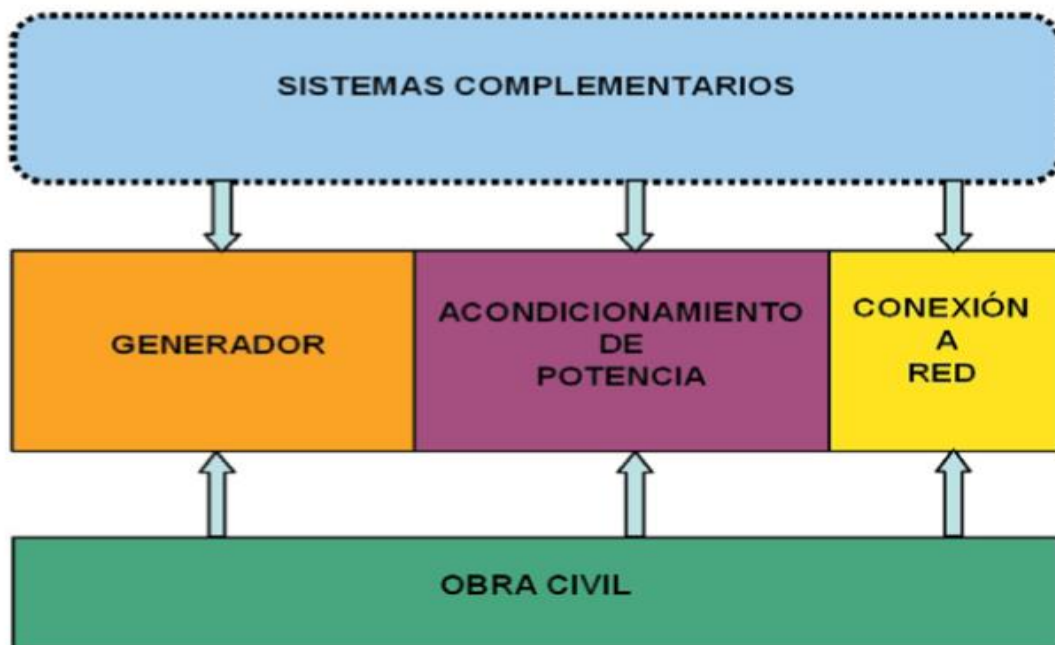 SISTEMAS COMPLEMENTARIOS
GENERADOR
ACONDICIONAMIENTO
DE
POTENCIA
CONEXIÓN
A
RED
OBRA CIVIL